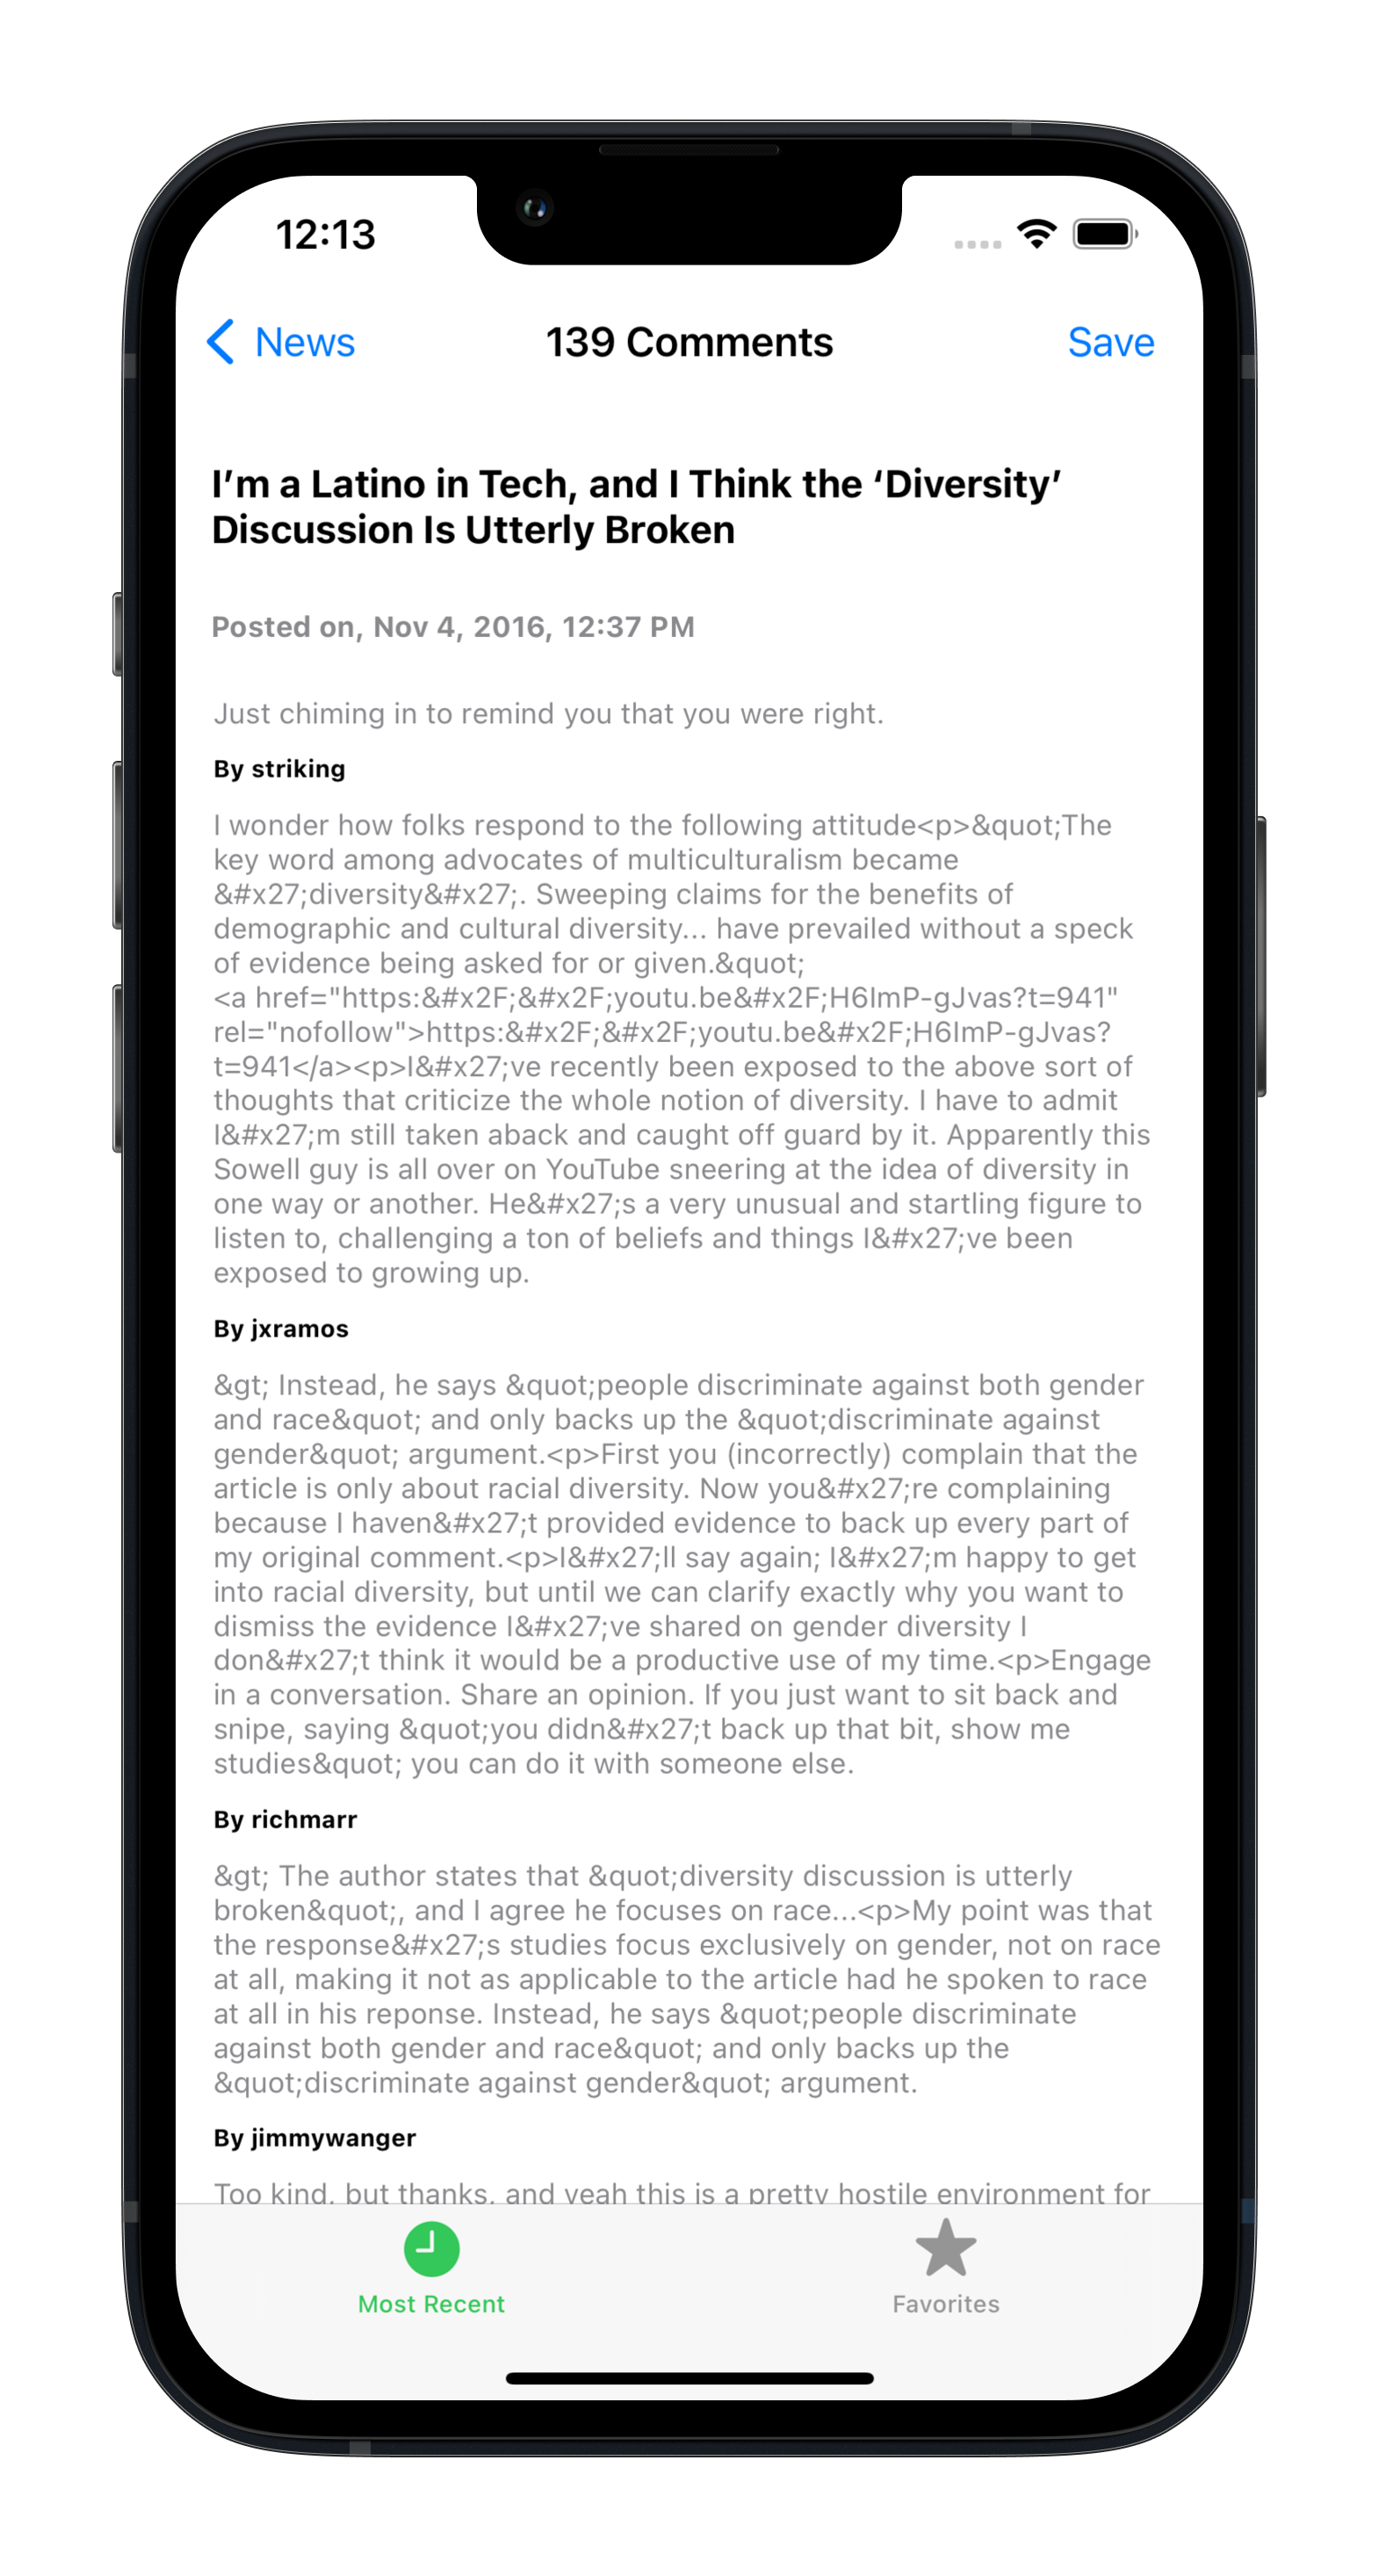 12:13
News
139 Comments
Save
I’m a Latino in Tech, and I Think the ‘Diversity’
Discussion Is Utterly Broken
Posted on, Nov 4, 2016, 12:37 PM
Just chiming in to remind you that you were right.
By striking
I wonder how folks respond to the following attitude<p>&quot;The
key word among advocates of multiculturalism became
&#x27;diversity&#x27;. Sweeping claims for the benefits of
demographic and cultural diversity... have prevailed without a speck
of evidence being asked for or given.&quot;
<a href="https:&#x2F;&#x2F;youtu.be&#x2F;H6ImP-gJvas?t=941"
rel="nofollow">https:&#x2F;&#x2F;youtu.be&#x2F;H6ImP-gJvas?
t=941</a><p>I&#x27;ve recently been exposed to the above sort of
thoughts that criticize the whole notion of diversity. I have to admit
I&#x27;m still taken aback and caught off guard by it. Apparently this
Sowell guy is all over on YouTube sneering at the idea of diversity in
one way or another. He&#x27;s a very unusual and startling figure to
listen to, challenging a ton of beliefs and things I&#x27;ve been
exposed to growing up.
By jxramos
&gt; Instead, he says &quot;people discriminate against both gender
and race&quot; and only backs up the &quot;discriminate against
gender&quot; argument.<p>First you (incorrectly) complain that the
article is only about racial diversity. Now you&#x27;re complaining
because I haven&#x27;t provided evidence to back up every part of
my original comment.<p>I&#x27;ll say again; I&#x27;m happy to get
into racial diversity, but until we can clarify exactly why you want to
dismiss the evidence I&#x27;ve shared on gender diversity I
don&#x27;t think it would be a productive use of my time.<p>Engage
in a conversation. Share an opinion. If you just want to sit back and
snipe, saying &quot;you didn&#x27;t back up that bit, show me
studies&quot; you can do it with someone else.
By richmarr
&gt; The author states that &quot;diversity discussion is utterly
broken&quot;, and I agree he focuses on race...<p>My point was that
the response&#x27;s studies focus exclusively on gender, not on race
at all, making it not as applicable to the article had he spoken to race
at all in his reponse. Instead, he says &quot;people discriminate
against both gender and race&quot; and only backs up the
&quot;discriminate against gender&quot; argument.
By jimmywanger
Too kind, but thanks, and yeah this is a pretty hostile environment for
Most Recent
Favorites